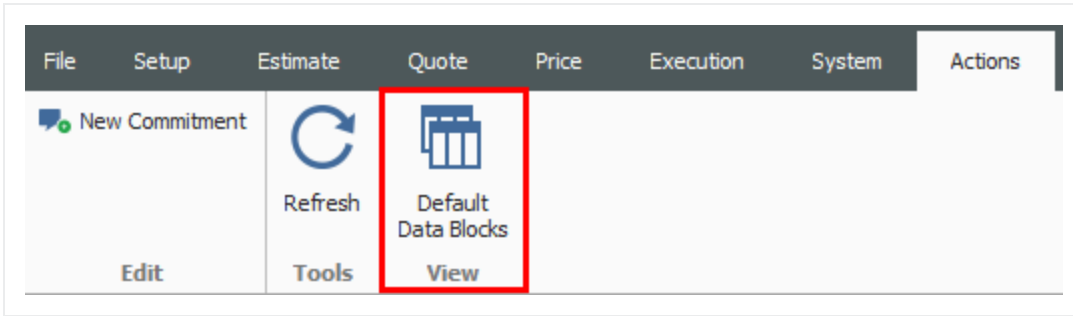 File Setup Estimate Quote Price Execution System Actions
New Commitment
Refresh
Default
Data Blocks
Edit Tools View